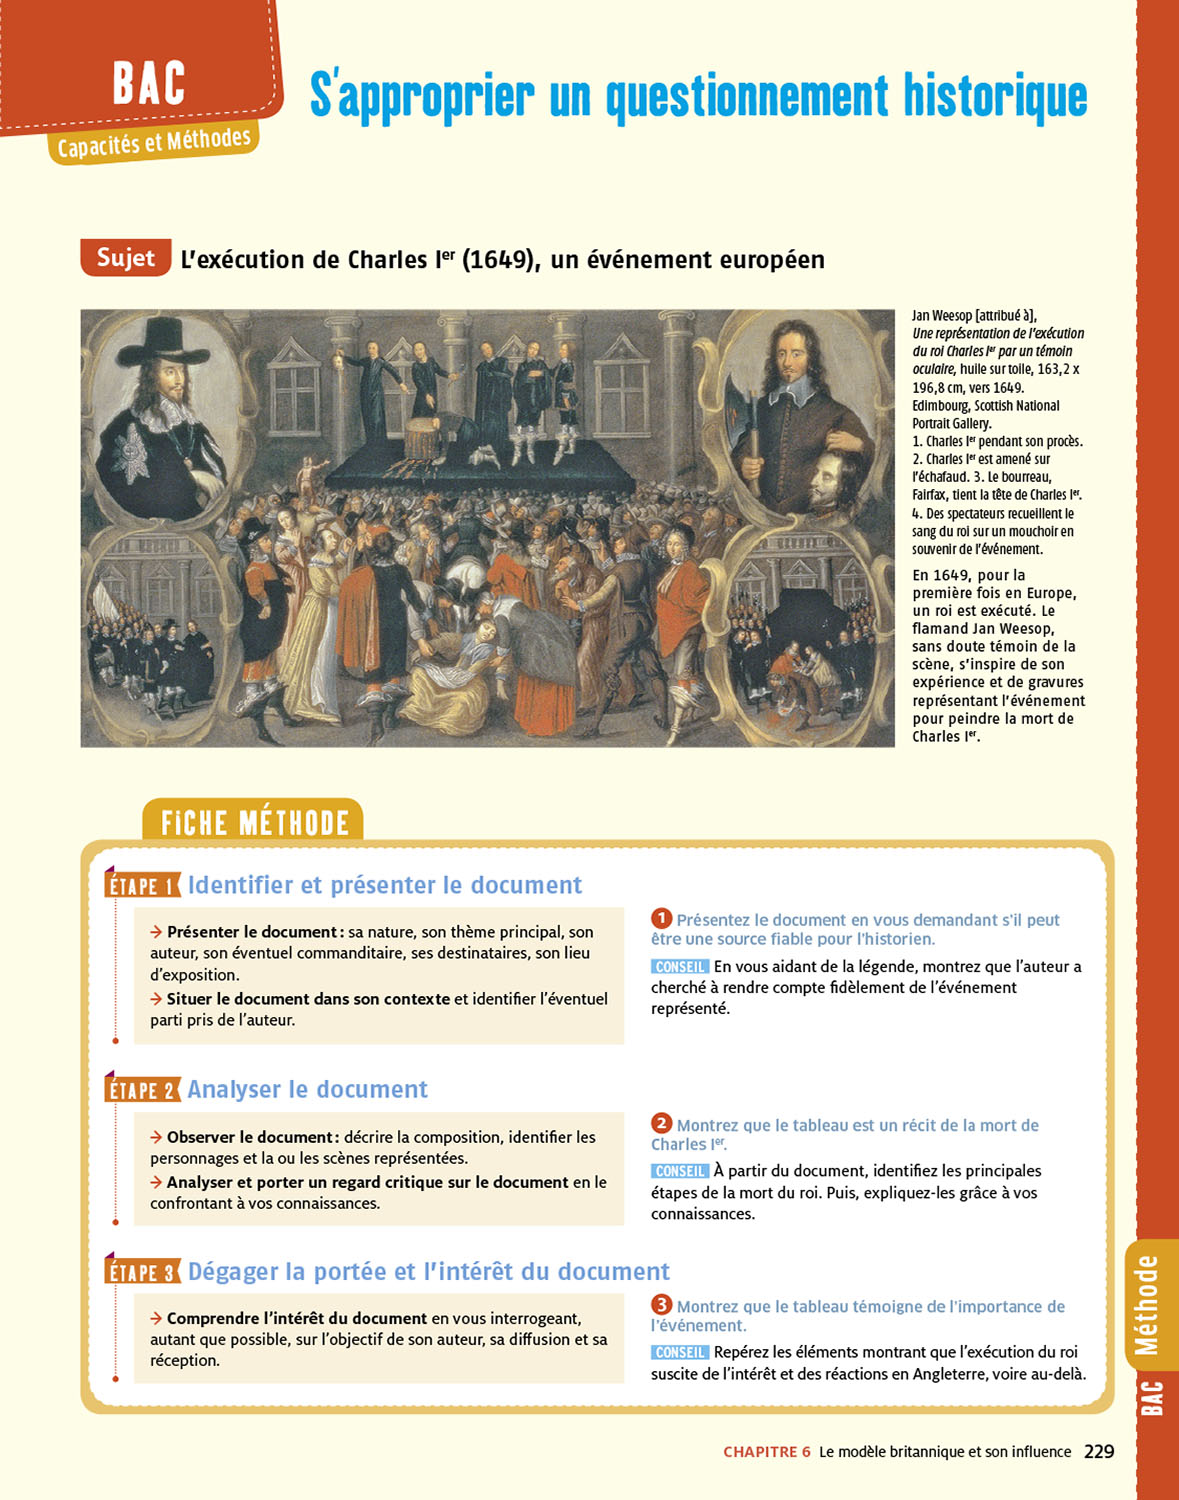 BAC
Capacités et Méthodes
S'approprier un questionnement historique
Sujet L'exécution de Charles Ier (1649), un événement européen
Jan Weesop [attribué à],
Une représentation de l'exécution
du roi Charles Ier par un témoin
oculaire, huile sur toile, 163,2 x
196,8 cm, vers 1649.
Edimbourg, Scottish National
Portrait Gallery.
1. Charles Ier pendant son procès.
2. Charles Ier est amené sur
l'échafaud. 3. Le bourreau,
Fairfax, tient la tête de Charles Ier.
4. Des spectateurs recueillent le
sang du roi sur un mouchoir en
souvenir de l'événement.
En 1649, pour la
première fois en Europe,
un roi est exécuté. Le
flamand Jan Weesop,
sans doute témoin de la
scène, s'inspire de son
expérience et de gravures
représentant l'événement
pour peindre la mort de
Charles Ier.
FiCHE MÉTHODE
ÉTAPE 1 Identifier et présenter le document
→ Présenter le document : sa nature, son thème principal, son
auteur, son éventuel commanditaire, ses destinataires, son lieu
d'exposition.
→ Situer le document dans son contexte et identifier l'éventuel
parti pris de l'auteur.
1 Présentez le document en vous demandant s'il peut
être une source fiable pour l'historien.
CONSEIL En vous aidant de la légende, montrez que l'auteur a
cherché à rendre compte fidèlement de l'événement
représenté.
ÉTAPE 2 Analyser le document
→ Observer le document : décrire la composition, identifier les
personnages et la ou les scènes représentées.
→ Analyser et porter un regard critique sur le document en le
confrontant à vos connaissances.
2 Montrez que le tableau est un récit de la mort de
Charles Ier.
CONSEIL À partir du document, identifiez les principales
étapes de la mort du roi. Puis, expliquez-les grâce à vos
connaissances.
ÉTAPE 3 Dégager la portée et l'intérêt du document
→ Comprendre l'intérêt du document en vous interrogeant,
autant que possible, sur l'objectif de son auteur, sa diffusion et sa
réception.
3 Montrez que le tableau témoigne de l'importance de
l'événement.
CONSEIL Repérez les éléments montrant que l'exécution du roi
suscite de l'intérêt et des réactions en Angleterre, voire au-delà.
BAC Méthode
CHAPITRE 6 Le modèle britannique et son influence 229